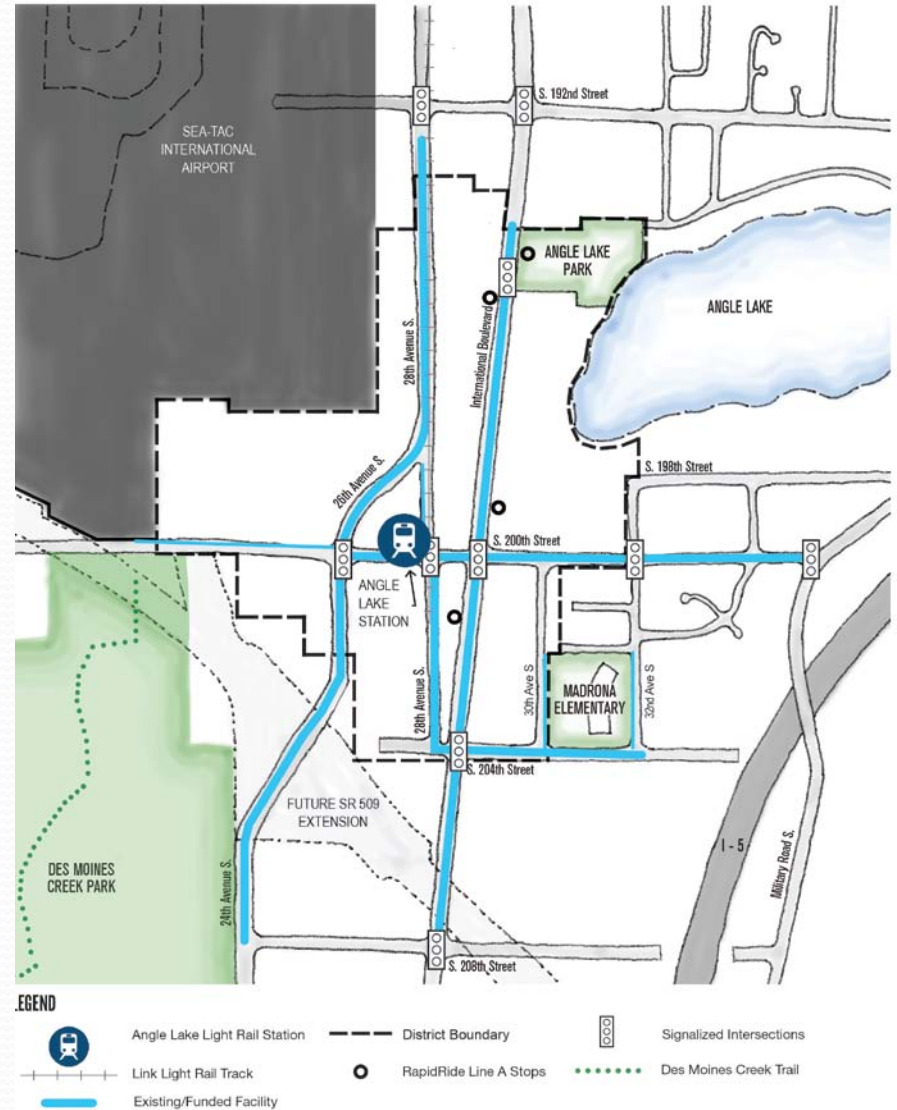 S. 192nd Street
SEA-TAC
INTERNATIONAL
AIRPORT
ANGLE LAKE
PARK
ANGLE LAKE
28th Avenue S.
International Boulevard
26th Avenue S.
S. 198th Street
S. 200th Street
ANGLE
LAKE
STATION
28th Avenue S.
30th Ave S
MADRONA
ELEMENTARY
32nd Ave S
S. 204th Street
FUTURE SR 509
EXTENSION
I - 5
Military Road S.
DES MOINES
CREEK PARK
24th Avenue S.
S. 208th Street
LEGEND
Angle Lake Light Rail Station
District Boundary
Signalized Intersections
Link Light Rail Track
RapidRide Line A Stops
Des Moines Creek Trail
Existing/Funded Facility